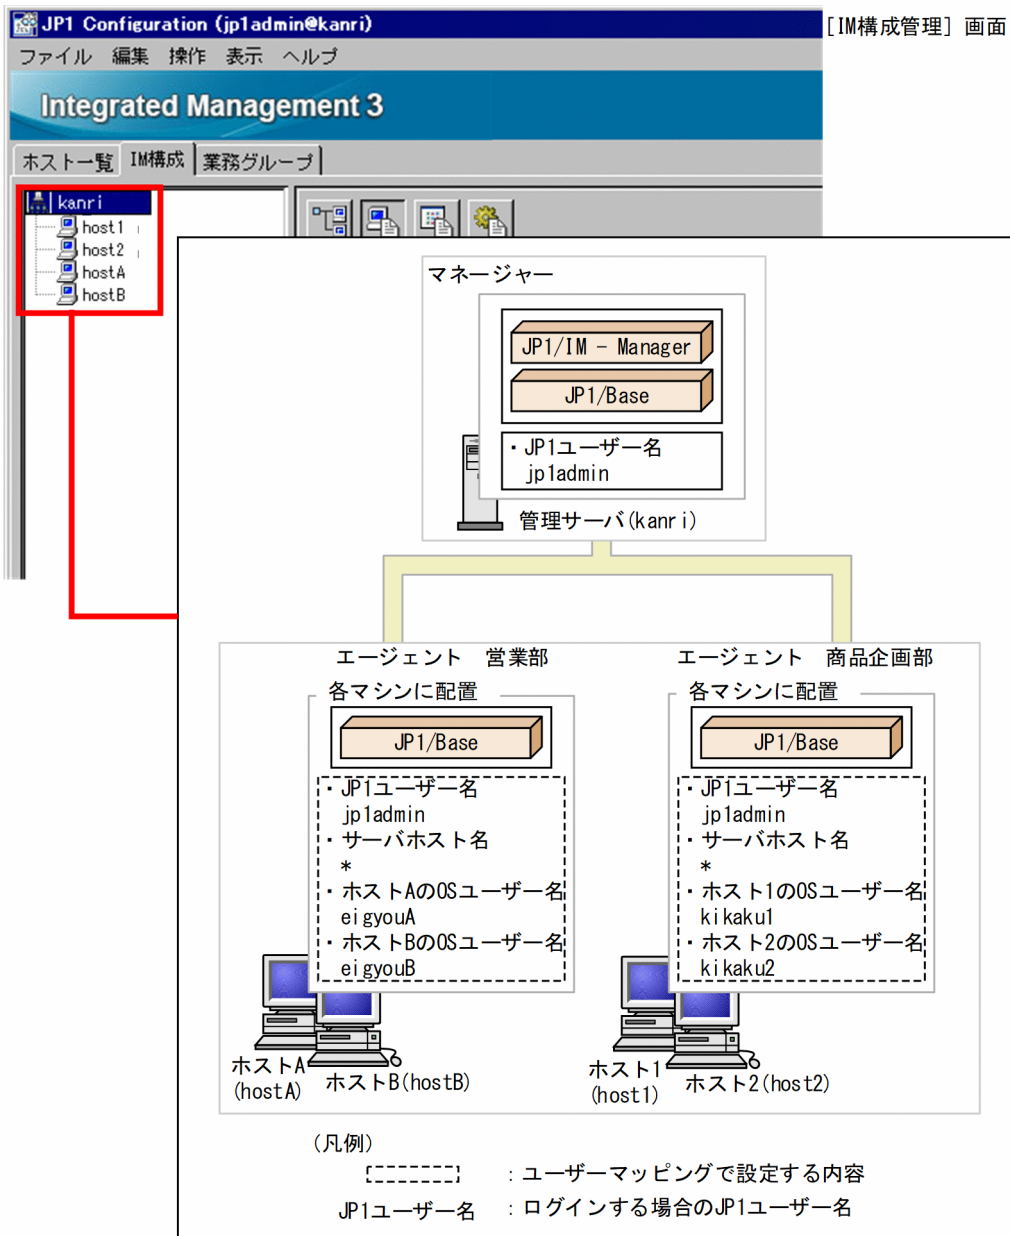 JP1 Configuration (jp1admin@kanri)
[IM構成管理] 画面
ファイル 編集 操作 表示 ヘルプ
Integrated Management 3
ホスト一覧 IM構成 業務グループ
kanri
host1
host2
hostA
hostB
マネージャー
JP1/IM - Manager
JP1/Base
・JP1ユーザー名
jp1admin
管理サーバ(kanri)
エージェント 営業部
各マシンに配置
JP1/Base
・JP1ユーザー名
jp1admin
・サーバホスト名
*
・ホストAのOSユーザー名
eigyouA
・ホストBのOSユーザー名
eigyouB
ホストA
(hostA)
ホストB(hostB)
エージェント 商品企画部
各マシンに配置
JP1/Base
・JP1ユーザー名
jp1admin
・サーバホスト名
*
・ホスト1のOSユーザー名
kikaku1
・ホスト2のOSユーザー名
kikaku2
ホスト1
(host1)
ホスト2(host2)
(凡例)
:ユーザーマッピングで設定する内容
JP1ユーザー名 :ログインする場合のJP1ユーザー名